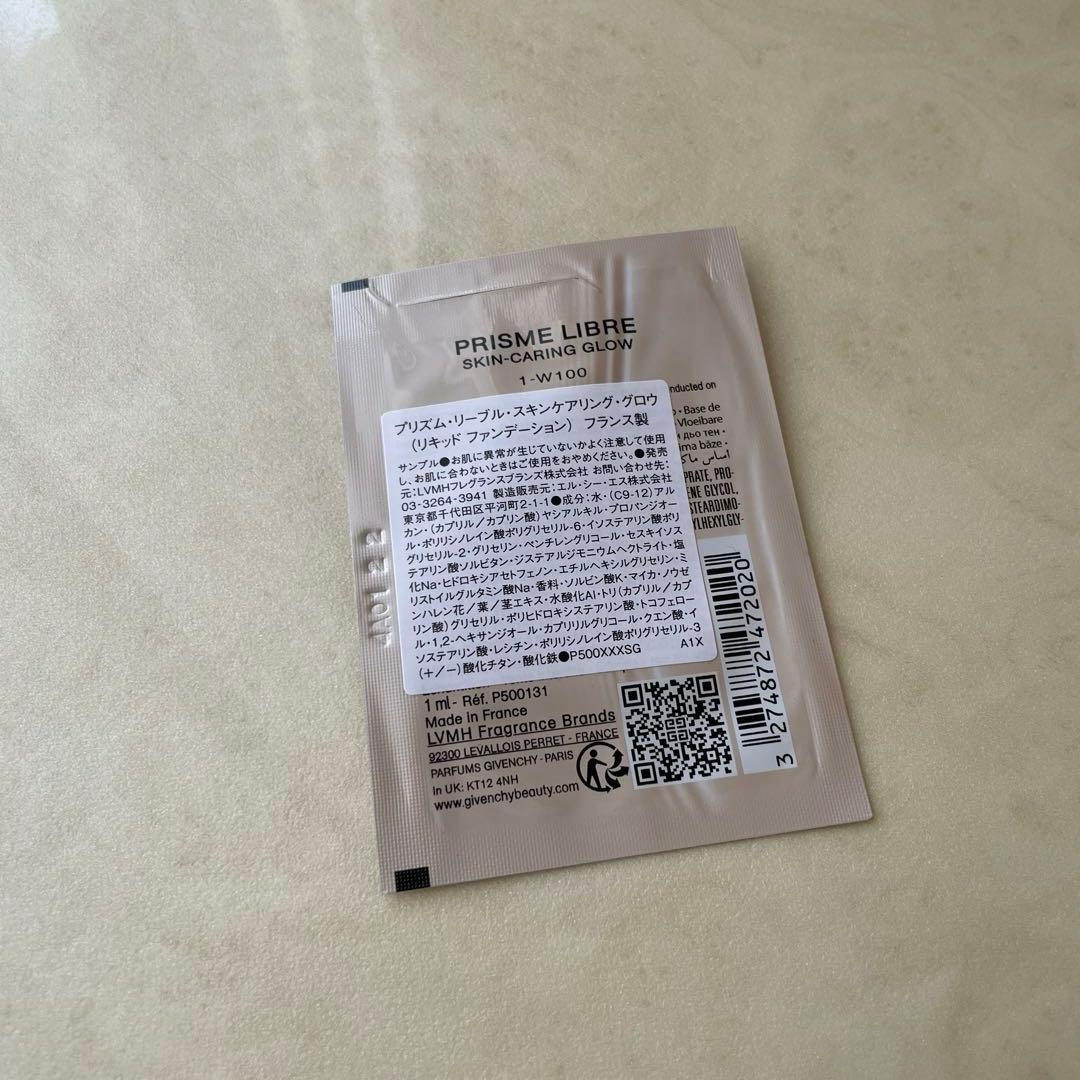 PRISME LIBRE
SKIN-CARING GLOW
1-W100
nducted on
• Base de
Vloeibare
дьо тен •
ima bāze •
أساس
PRATE, PRO-
ENE GLYCOL,
STEARDIMO-
YLHEXYLGLY-
プリズム・リーブル・スキンケアリング・グロウ
(リキッド ファンデーション) フランス製
サンプル●お肌に異常が生じていないかよく注意して使用
し、お肌に合わないときはご使用をおやめください。●発売
元:LVMHフレグランスブランズ株式会社 お問い合わせ先:
03-3264-3941 製造販売元:エル・シー・エス株式会社
東京都千代田区平河町2-1-1●成分:水・(C9-12)アル
カン・(カプリル/カプリン酸)ヤシアルキル・プロパンジオー
ル・ポリリシノレイン酸ポリグリセリル-6・イソステアリン酸ポリ
グリセリル-2・グリセリン・ペンチレングリコール・セスキイソス
テアリン酸ソルビタン・ジステアルジモニウムヘクトライト・塩
化Na・ヒドロキシアセトフェノン・エチルヘキシルグリセリン・ミ
リストイルグルタミン酸Na・香料・ソルビン酸K・マイカ・ノウゼ
ンハレン花/葉/茎エキス・水酸化Al・トリ(カプリル/カプ
リン酸)グリセリル・ポリヒドロキシステアリン酸・トコフェロー
ル・1,2-ヘキサンジオール・カプリリルグリコール・クエン酸・イ
ソステアリン酸・レシチン・ポリリシノレイン酸ポリグリセリル-3
(+/−)酸化チタン・酸化鉄●P500XXXSG A1X
1 ml - Réf. P500131
Made in France
LVMH Fragrance Brands
92300 LEVALLOIS PERRET - FRANCE
PARFUMS GIVENCHY - PARIS
In UK: KT12 4NH
www.givenchybeauty.com
3 274872 472020